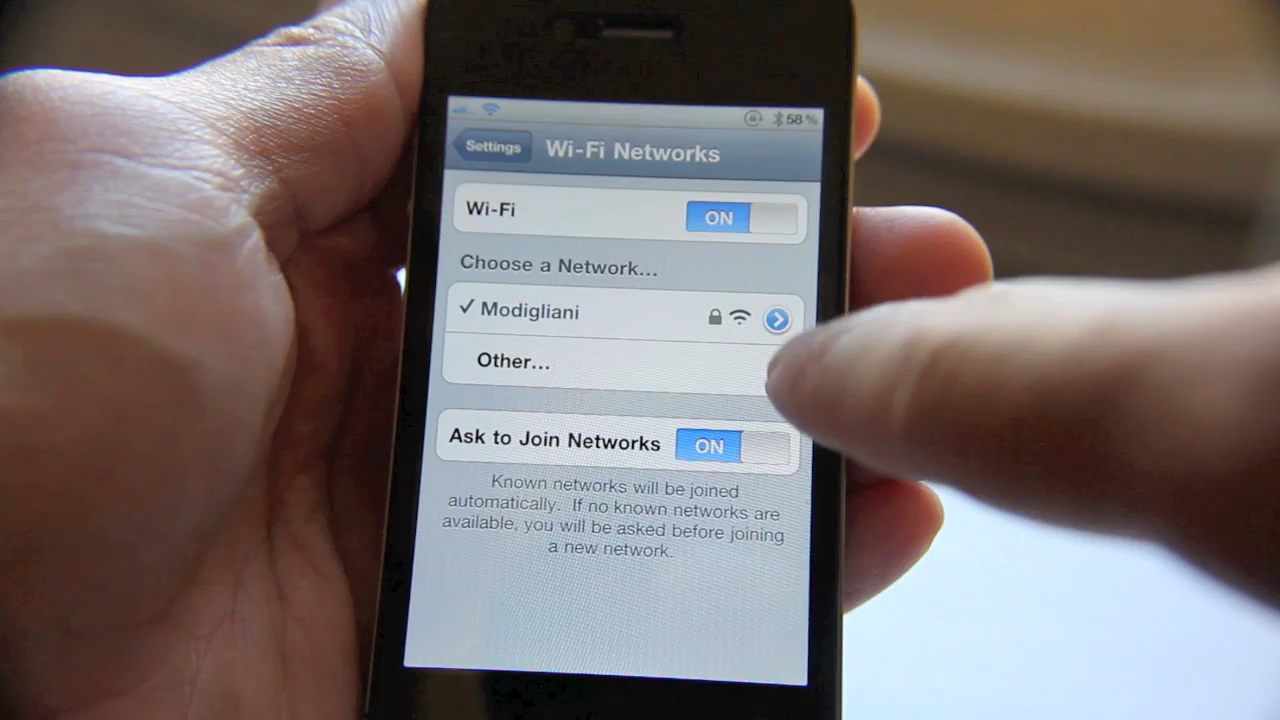 58 %
Settings Wi-Fi Networks
Wi-Fi ON
Choose a Network...
✓ Modigliani
Other...
Ask to Join Networks ON
Known networks will be joined
automatically. If no known networks are
available, you will be asked before joining
a new network.